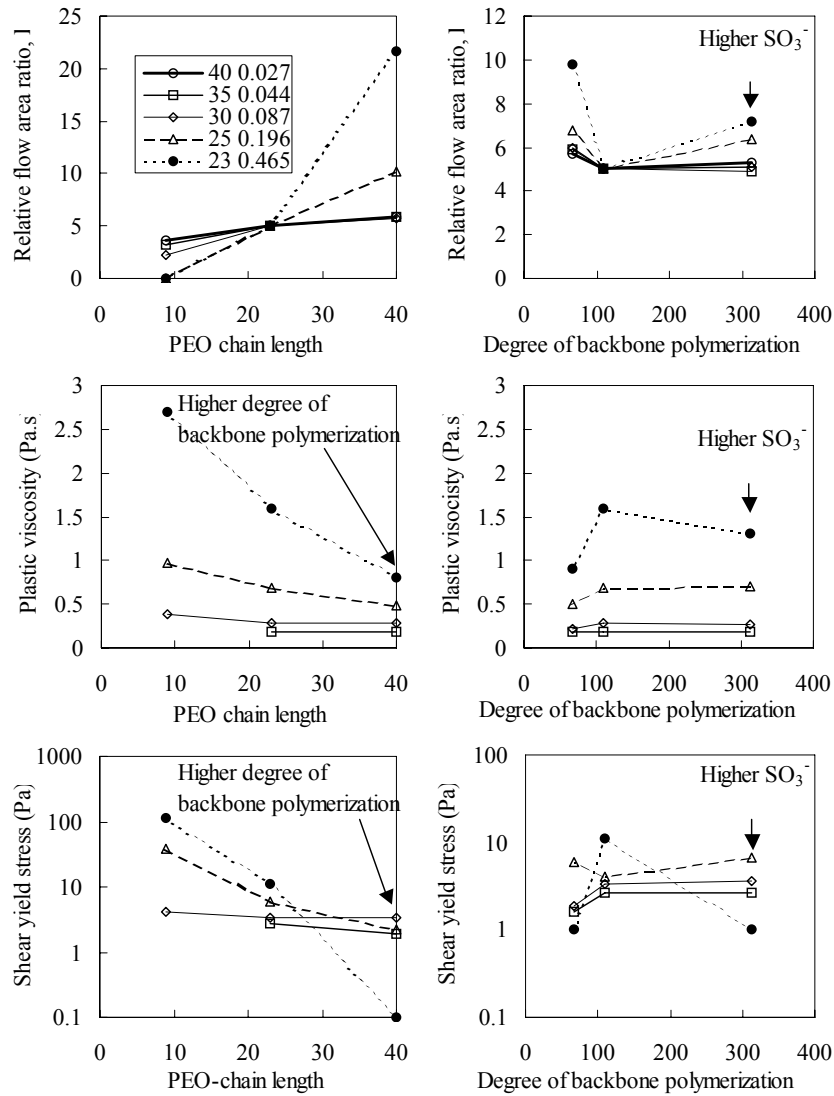 Relative flow area ratio,
25
20
15
10
5
0
40 0.027
35 0.044
30 0.087
25 0.196
23 0.465
0 10 20 30 40
PEO chain length
Relative flow area ratio,
12
10
8
6
4
2
0
Higher SO₃⁻
0 100 200 300 400
Degree of backbone polymerization
Plastic viscosity (Pa.s
3
2.5
2
1.5
1
0.5
0
Higher degree of
backbone polymerization
0 10 20 30 40
PEO chain length
Plastic visocisty (Pa.s
3
2.5
2
1.5
1
0.5
0
Higher SO₃⁻
0 100 200 300 400
Degree of backbone polymerization
Shear yield stress (Pa)
1000
100
10
1
0.1
Higher degree of
backbone polymerization
0 10 20 30 40
PEO-chain length
Shear yield stress (Pa)
100
10
1
0.1
Higher SO₃⁻
0 100 200 300 400
Degree of backbone polymerization